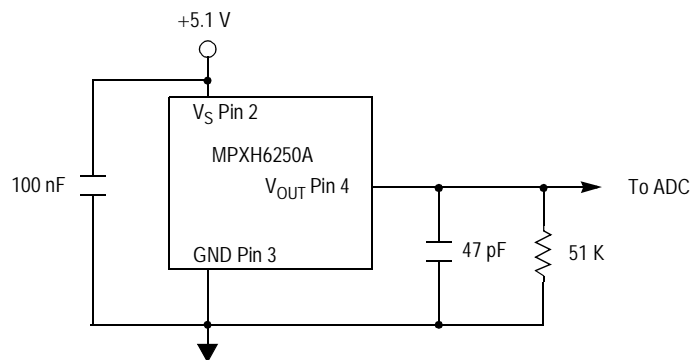 +5.1 V
V_S Pin 2
MPXH6250A
100 nF
V_OUT Pin 4
To ADC
GND Pin 3
47 pF
51 K